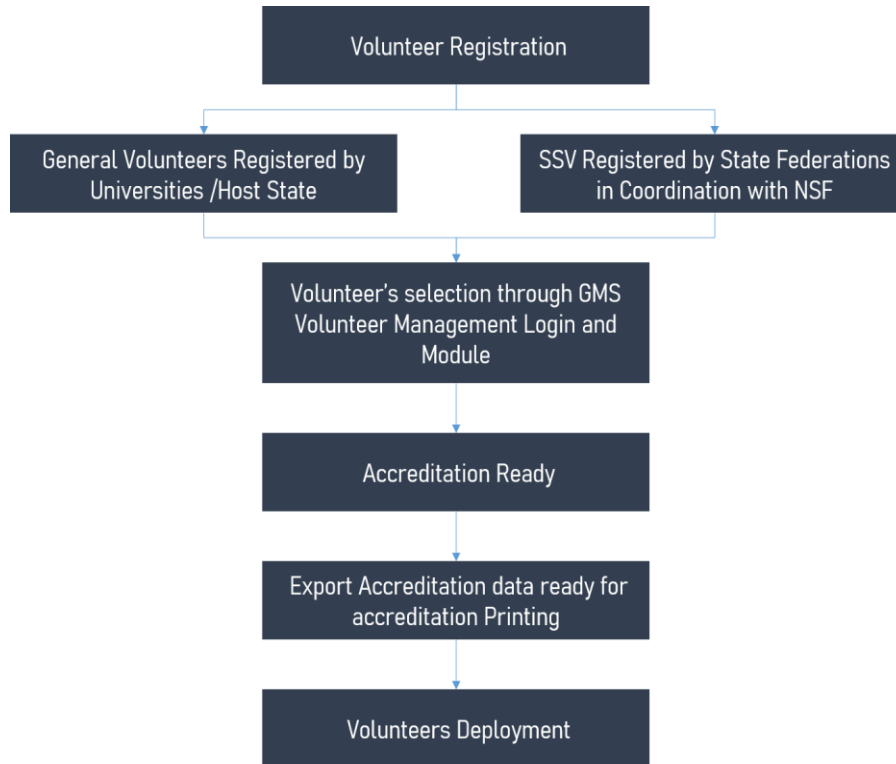 Volunteer Registration
General Volunteers Registered by
Universities /Host State
SSV Registered by State Federations
in Coordination with NSF
Volunteer's selection through GMS
Volunteer Management Login and
Module
Accreditation Ready
Export Accreditation data ready for
accreditation Printing
Volunteers Deployment